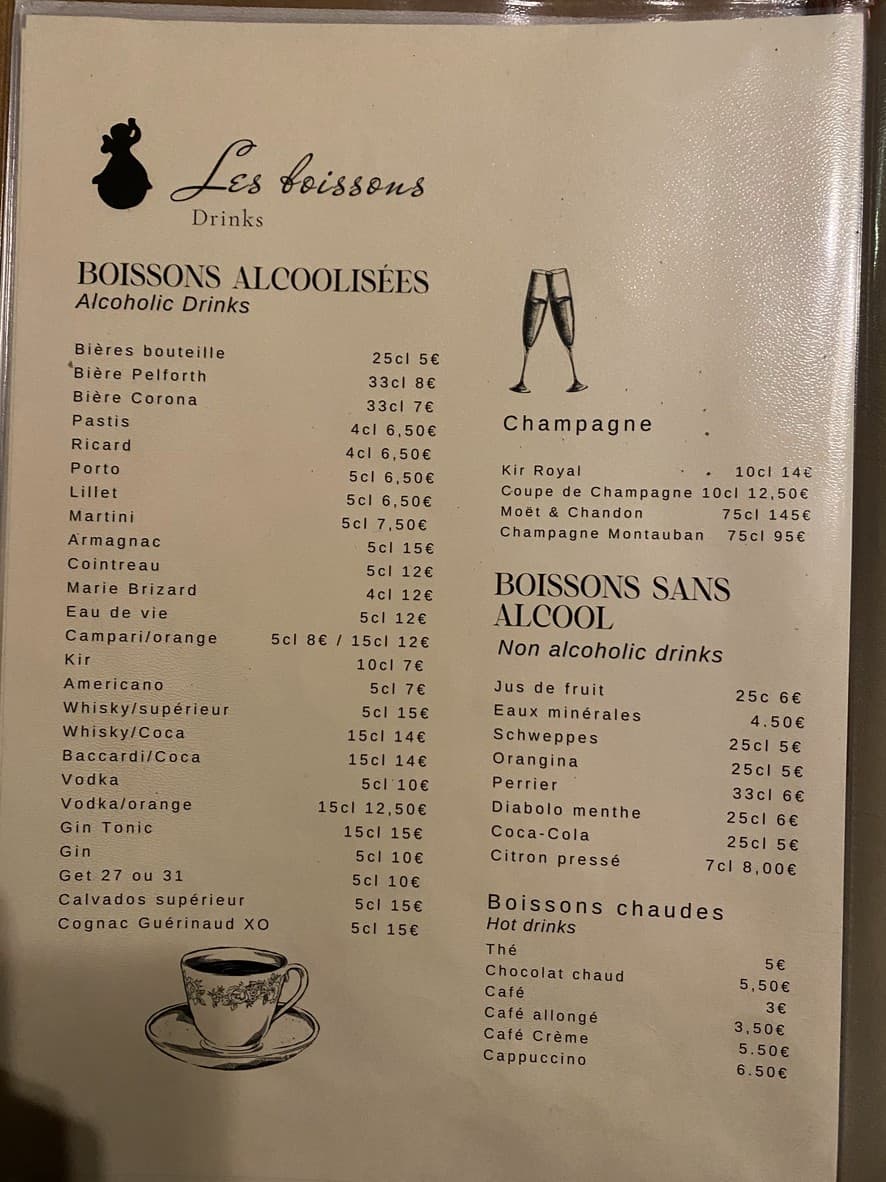 Les boissons
Drinks
BOISSONS ALCOOLISÉES
Alcoholic Drinks
Bières bouteille 25cl 5€
Bière Pelforth 33cl 8€
Bière Corona 33cl 7€
Pastis 4cl 6,50€
Ricard 4cl 6,50€
Porto 5cl 6,50€
Lillet 5cl 6,50€
Martini 5cl 7,50€
Armagnac 5cl 15€
Cointreau 5cl 12€
Marie Brizard 4cl 12€
Eau de vie 5cl 12€
Campari/orange 5cl 8€ / 15cl 12€
Kir 10cl 7€
Americano 5cl 7€
Whisky/supérieur 5cl 15€
Whisky/Coca 15cl 14€
Baccardi/Coca 15cl 14€
Vodka 5cl 10€
Vodka/orange 15cl 12,50€
Gin Tonic 15cl 15€
Gin 5cl 10€
Get 27 ou 31 5cl 10€
Calvados supérieur 5cl 15€
Cognac Guérinaud XO 5cl 15€
Champagne
Kir Royal 10cl 14€
Coupe de Champagne 10cl 12,50€
Moët & Chandon 75cl 145€
Champagne Montauban 75cl 95€
BOISSONS SANS
ALCOOL
Non alcoholic drinks
Jus de fruit 25c 6€
Eaux minérales 4.50€
Schweppes 25cl 5€
Orangina 25cl 5€
Perrier 33cl 6€
Diabolo menthe 25cl 6€
Coca-Cola 25cl 5€
Citron pressé 7cl 8,00€
Boissons chaudes
Hot drinks
Thé 5€
Chocolat chaud 5,50€
Café 3€
Café allongé 3,50€
Café Crème 5.50€
Cappuccino 6.50€